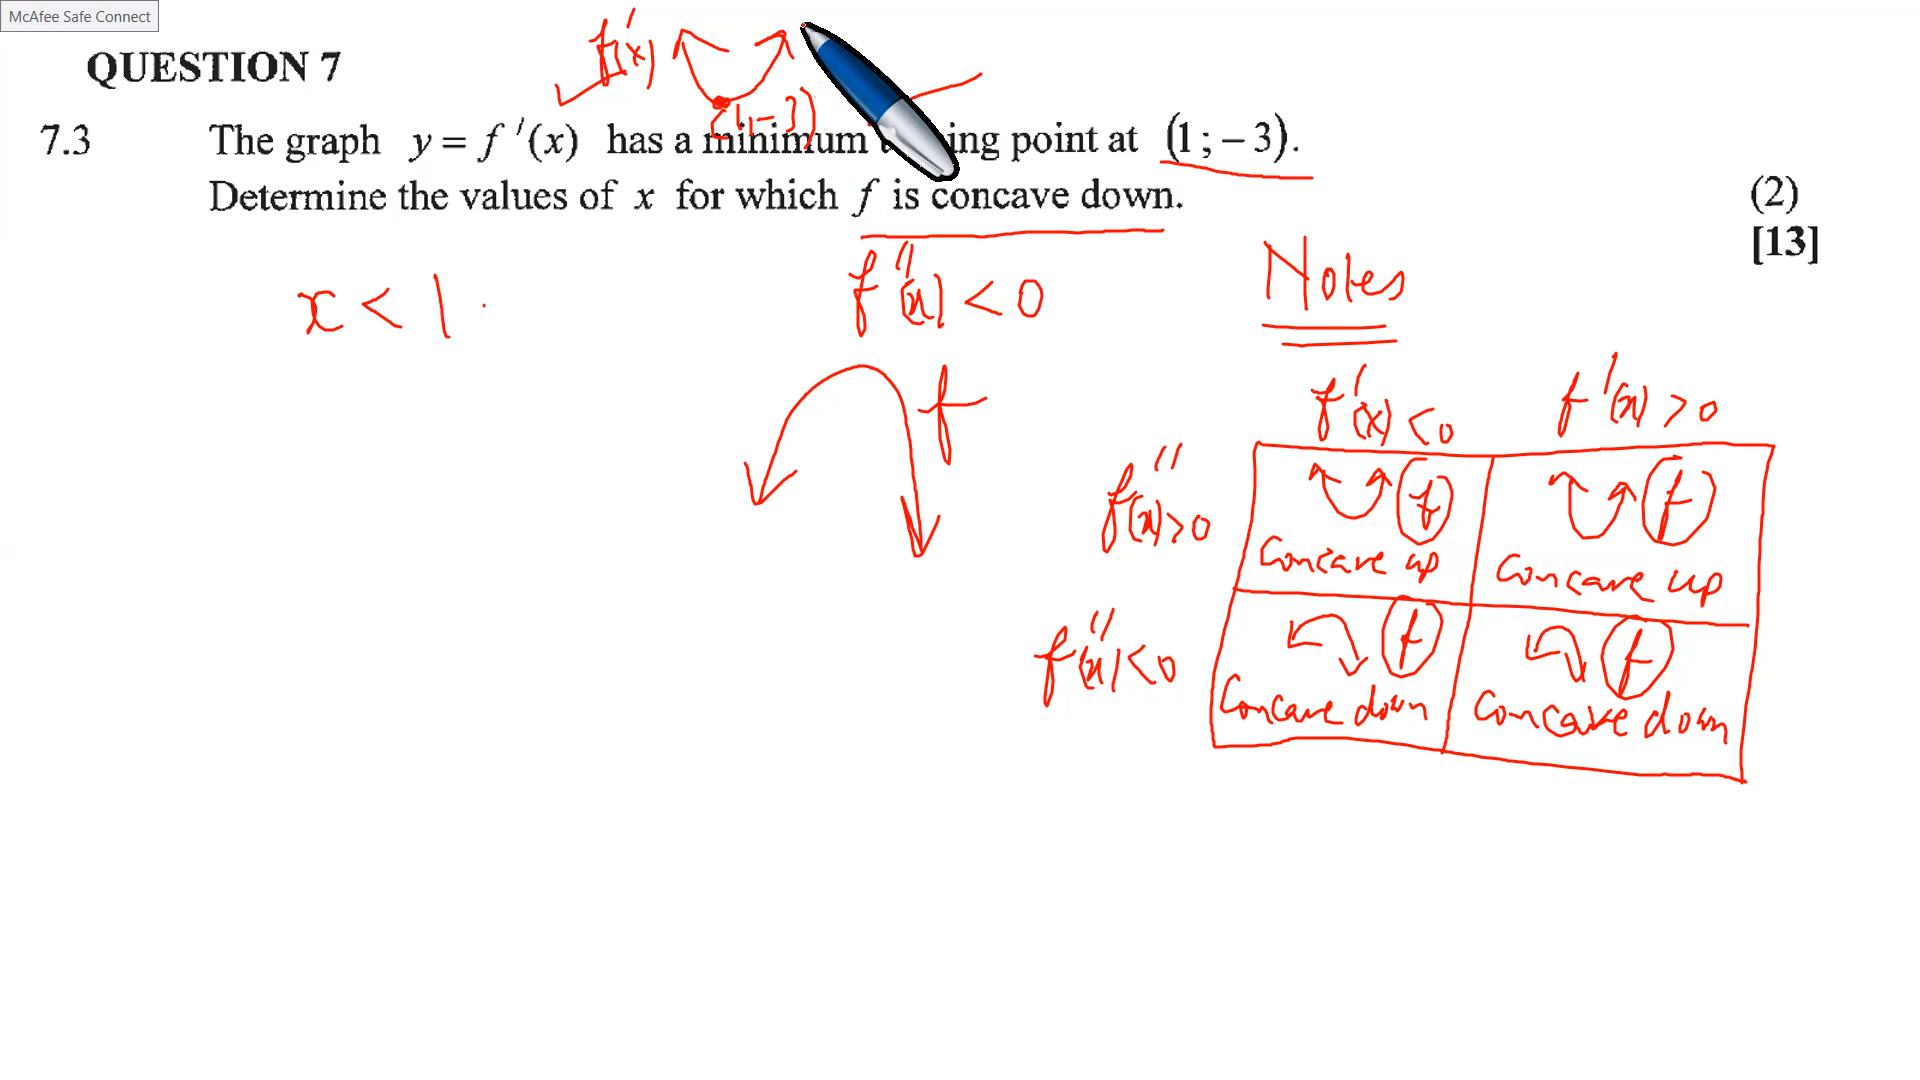 McAfee Safe Connect
f'(x)
QUESTION 7
(1,-3)
7.3 The graph y = f '(x) has a minimum t ing point at (1 ; – 3).
Determine the values of x for which f is concave down. (2)
[13]
x < 1 .
f''(x) < 0
Notes
f
f'(x) < 0 f'(x) > 0
f''(x) > 0
f f
Concave up Concave up
f''(x) < 0
f f
Concave down Concave down